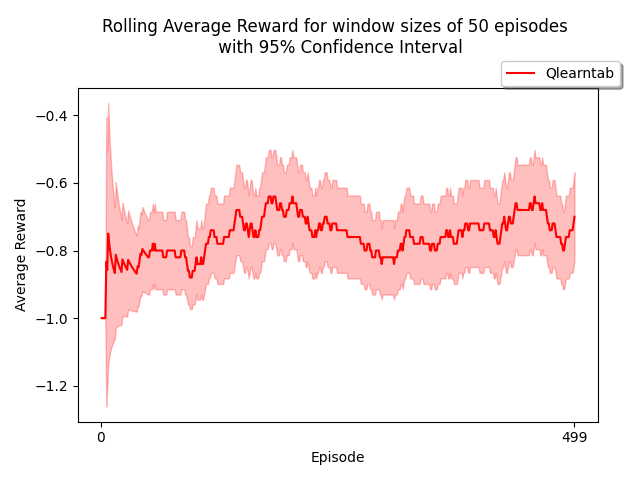 Rolling Average Reward for window sizes of 50 episodes
with 95% Confidence Interval
Qlearntab
−0.4
−0.6
−0.8
−1.0
−1.2
Average Reward
0
499
Episode